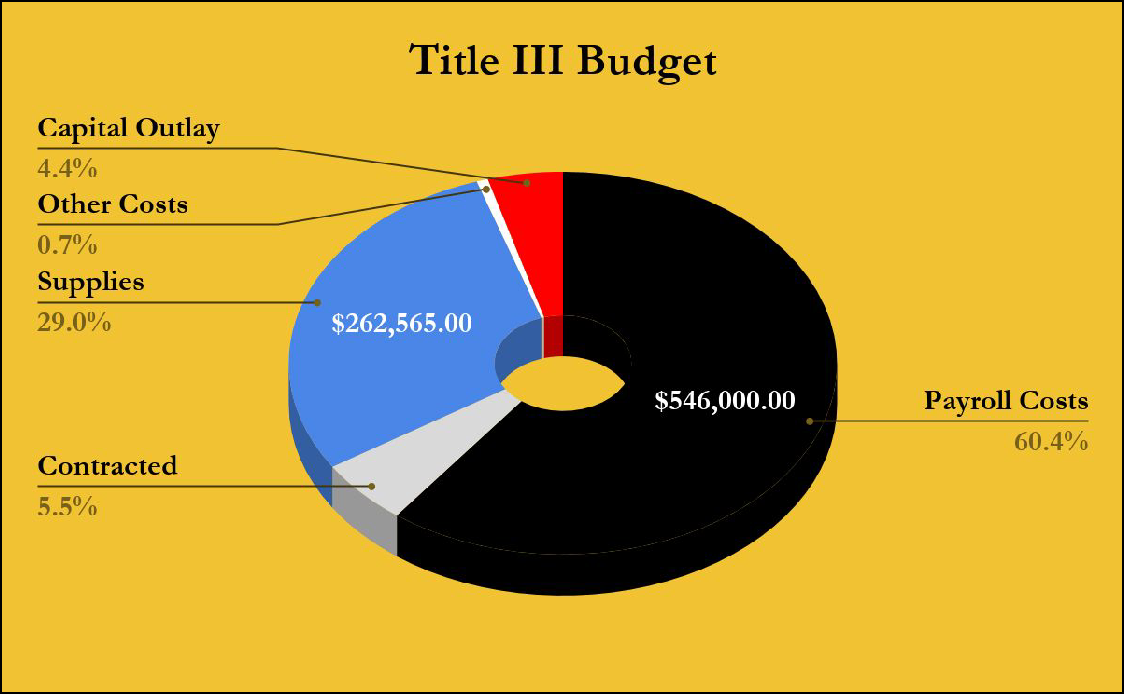 Title III Budget
Capital Outlay
4.4%
Other Costs
0.7%
Supplies
29.0%
$262,565.00
$546,000.00
Payroll Costs
60.4%
Contracted
5.5%